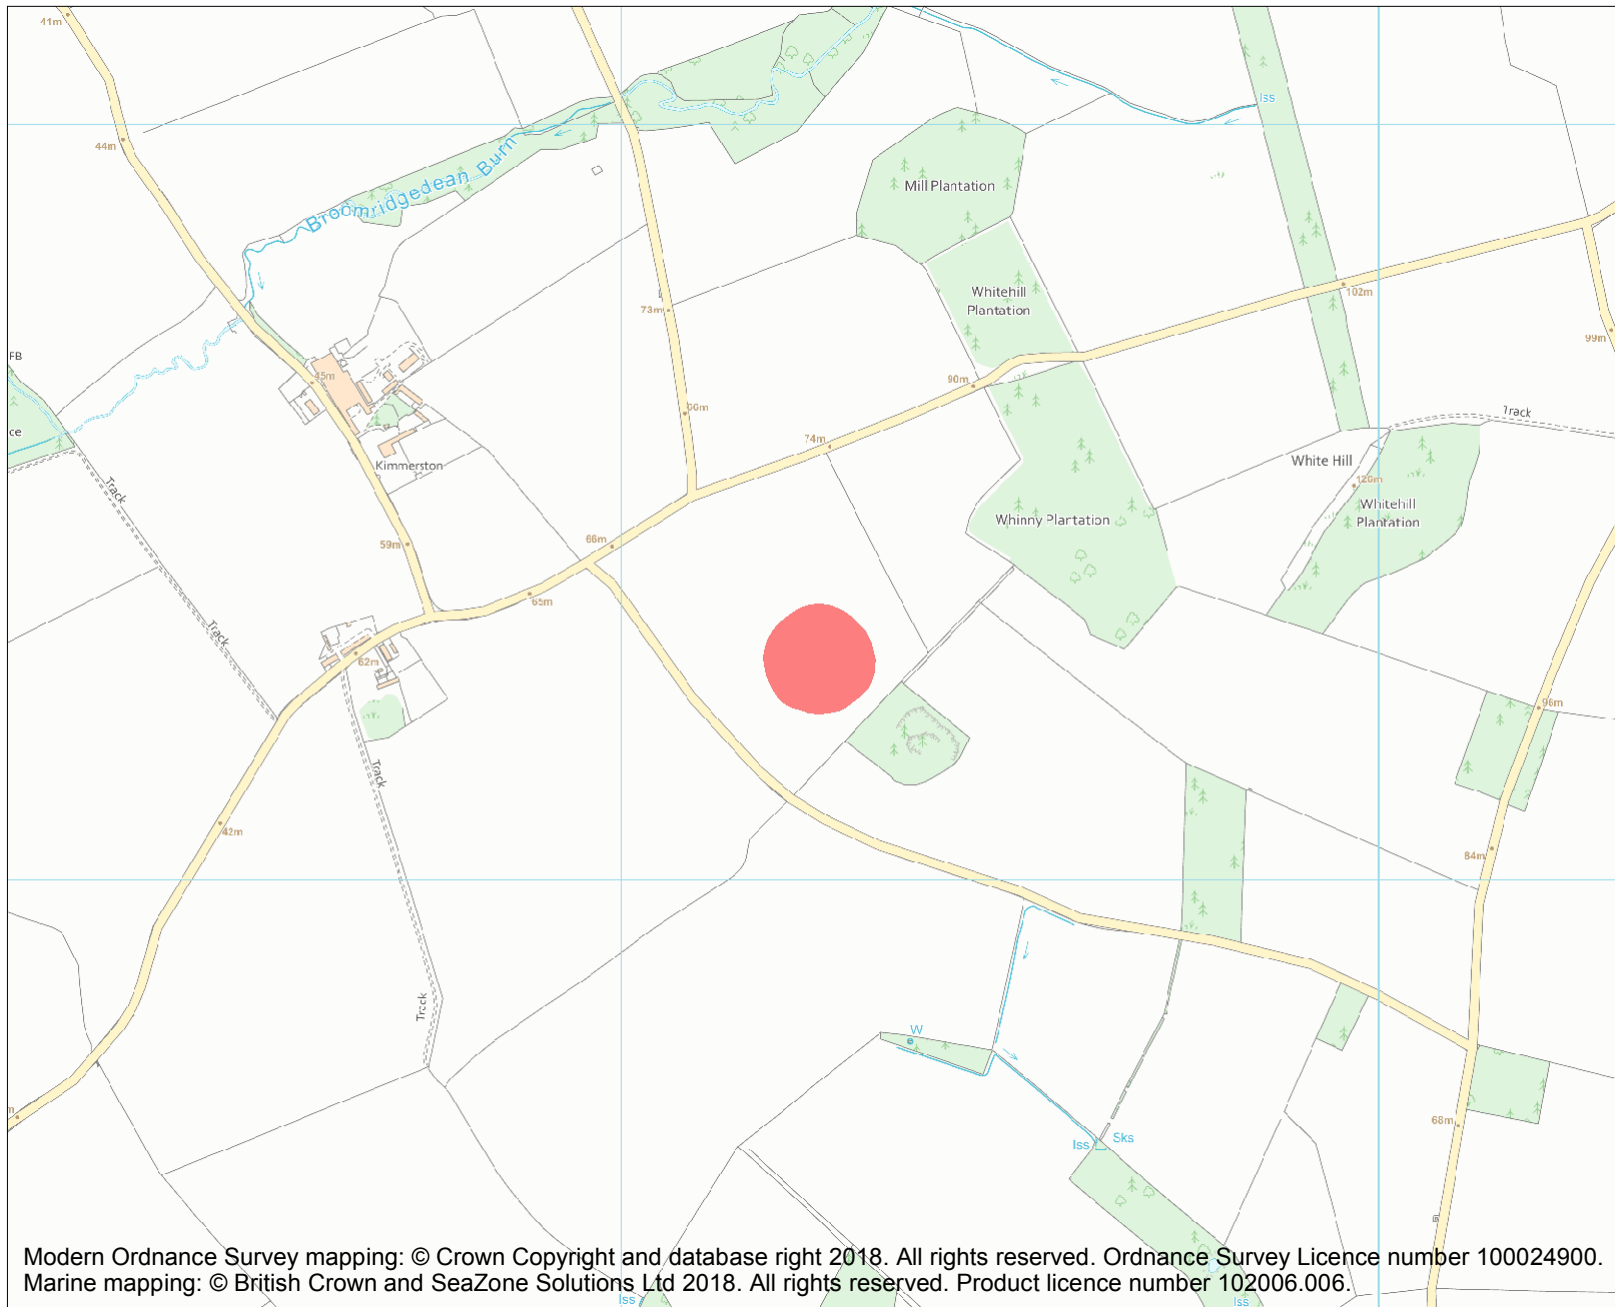 41m
44m
Iss
Broomridgedean Burn
Mill Plantation
Whitehill
Plantation
102m
73m
99m
FB
45m
90m
66m
Track
74m
ce
Kimmerston
White Hill
126m
Track
Whitehill
Plantation
Whinny Plantation
59m
66m
65m
Track
62m
96m
Track
42m
84m
Track
W
m
68m
Iss
Sks
Modern Ordnance Survey mapping: © Crown Copyright and database right 2018. All rights reserved. Ordnance Survey Licence number 100024900.
Marine mapping: © British Crown and SeaZone Solutions Ltd 2018. All rights reserved. Product licence number 102006.006.
Iss
Iss